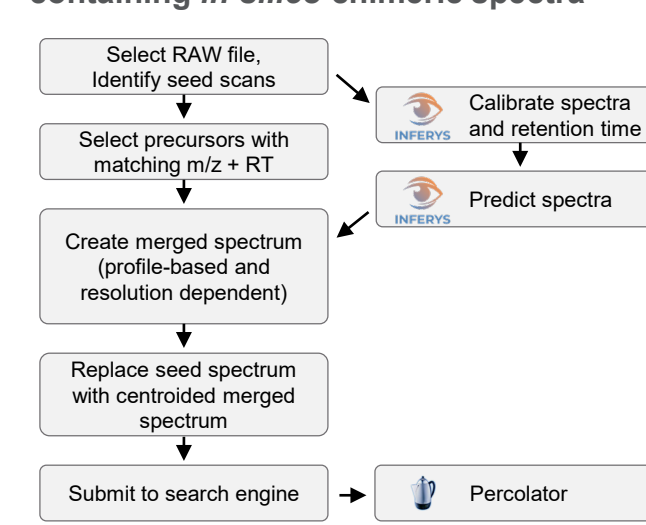 containing in silico chimeric spectra
Select RAW file,
Identify seed scans
Calibrate spectra
and retention time
INFERYS
Select precursors with
matching m/z + RT
Predict spectra
INFERYS
Create merged spectrum
(profile-based and
resolution dependent)
Replace seed spectrum
with centroided merged
spectrum
Submit to search engine
Percolator